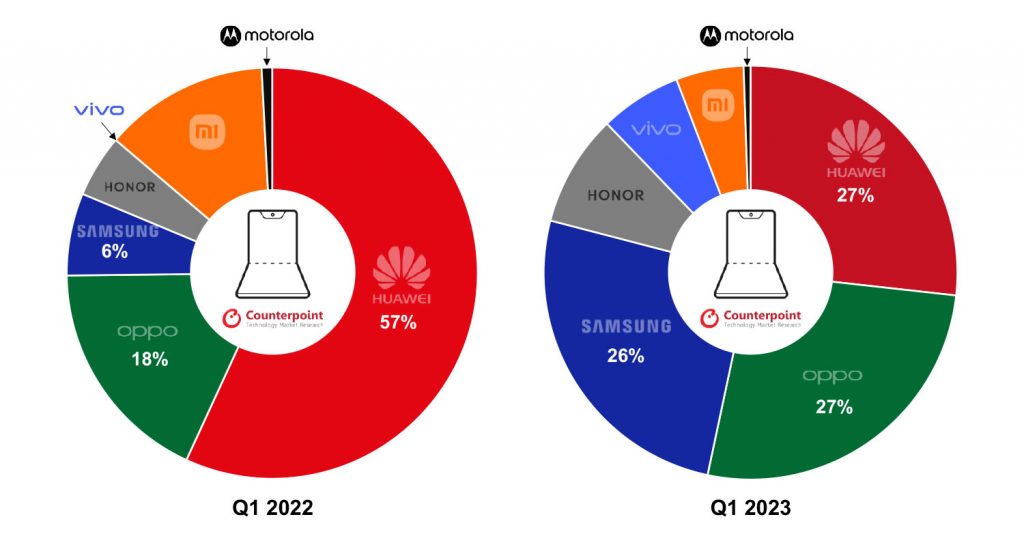 motorola
vivo
mi
HONOR
SAMSUNG
6%
HUAWEI
57%
oppo
18%
Counterpoint
Technology Market Research
Q1 2022
motorola
vivo
mi
HUAWEI
27%
HONOR
SAMSUNG
26%
oppo
27%
Counterpoint
Technology Market Research
Q1 2023